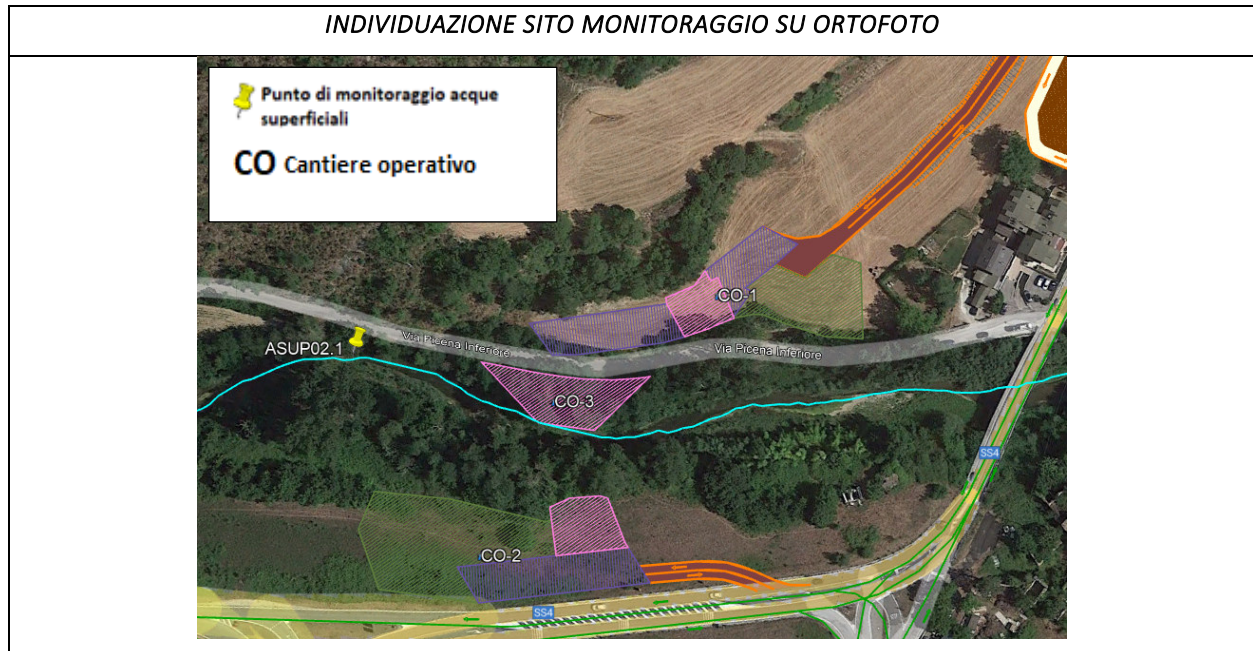 INDIVIDUAZIONE SITO MONITORAGGIO SU ORTOFOTO
Punto di monitoraggio acque
superficiali
CO Cantiere operativo
CO-1
ASUP02.1
Via Picena Inferiore
Via Picena Inferiore
CO-3
SS4
CO-2
SS4